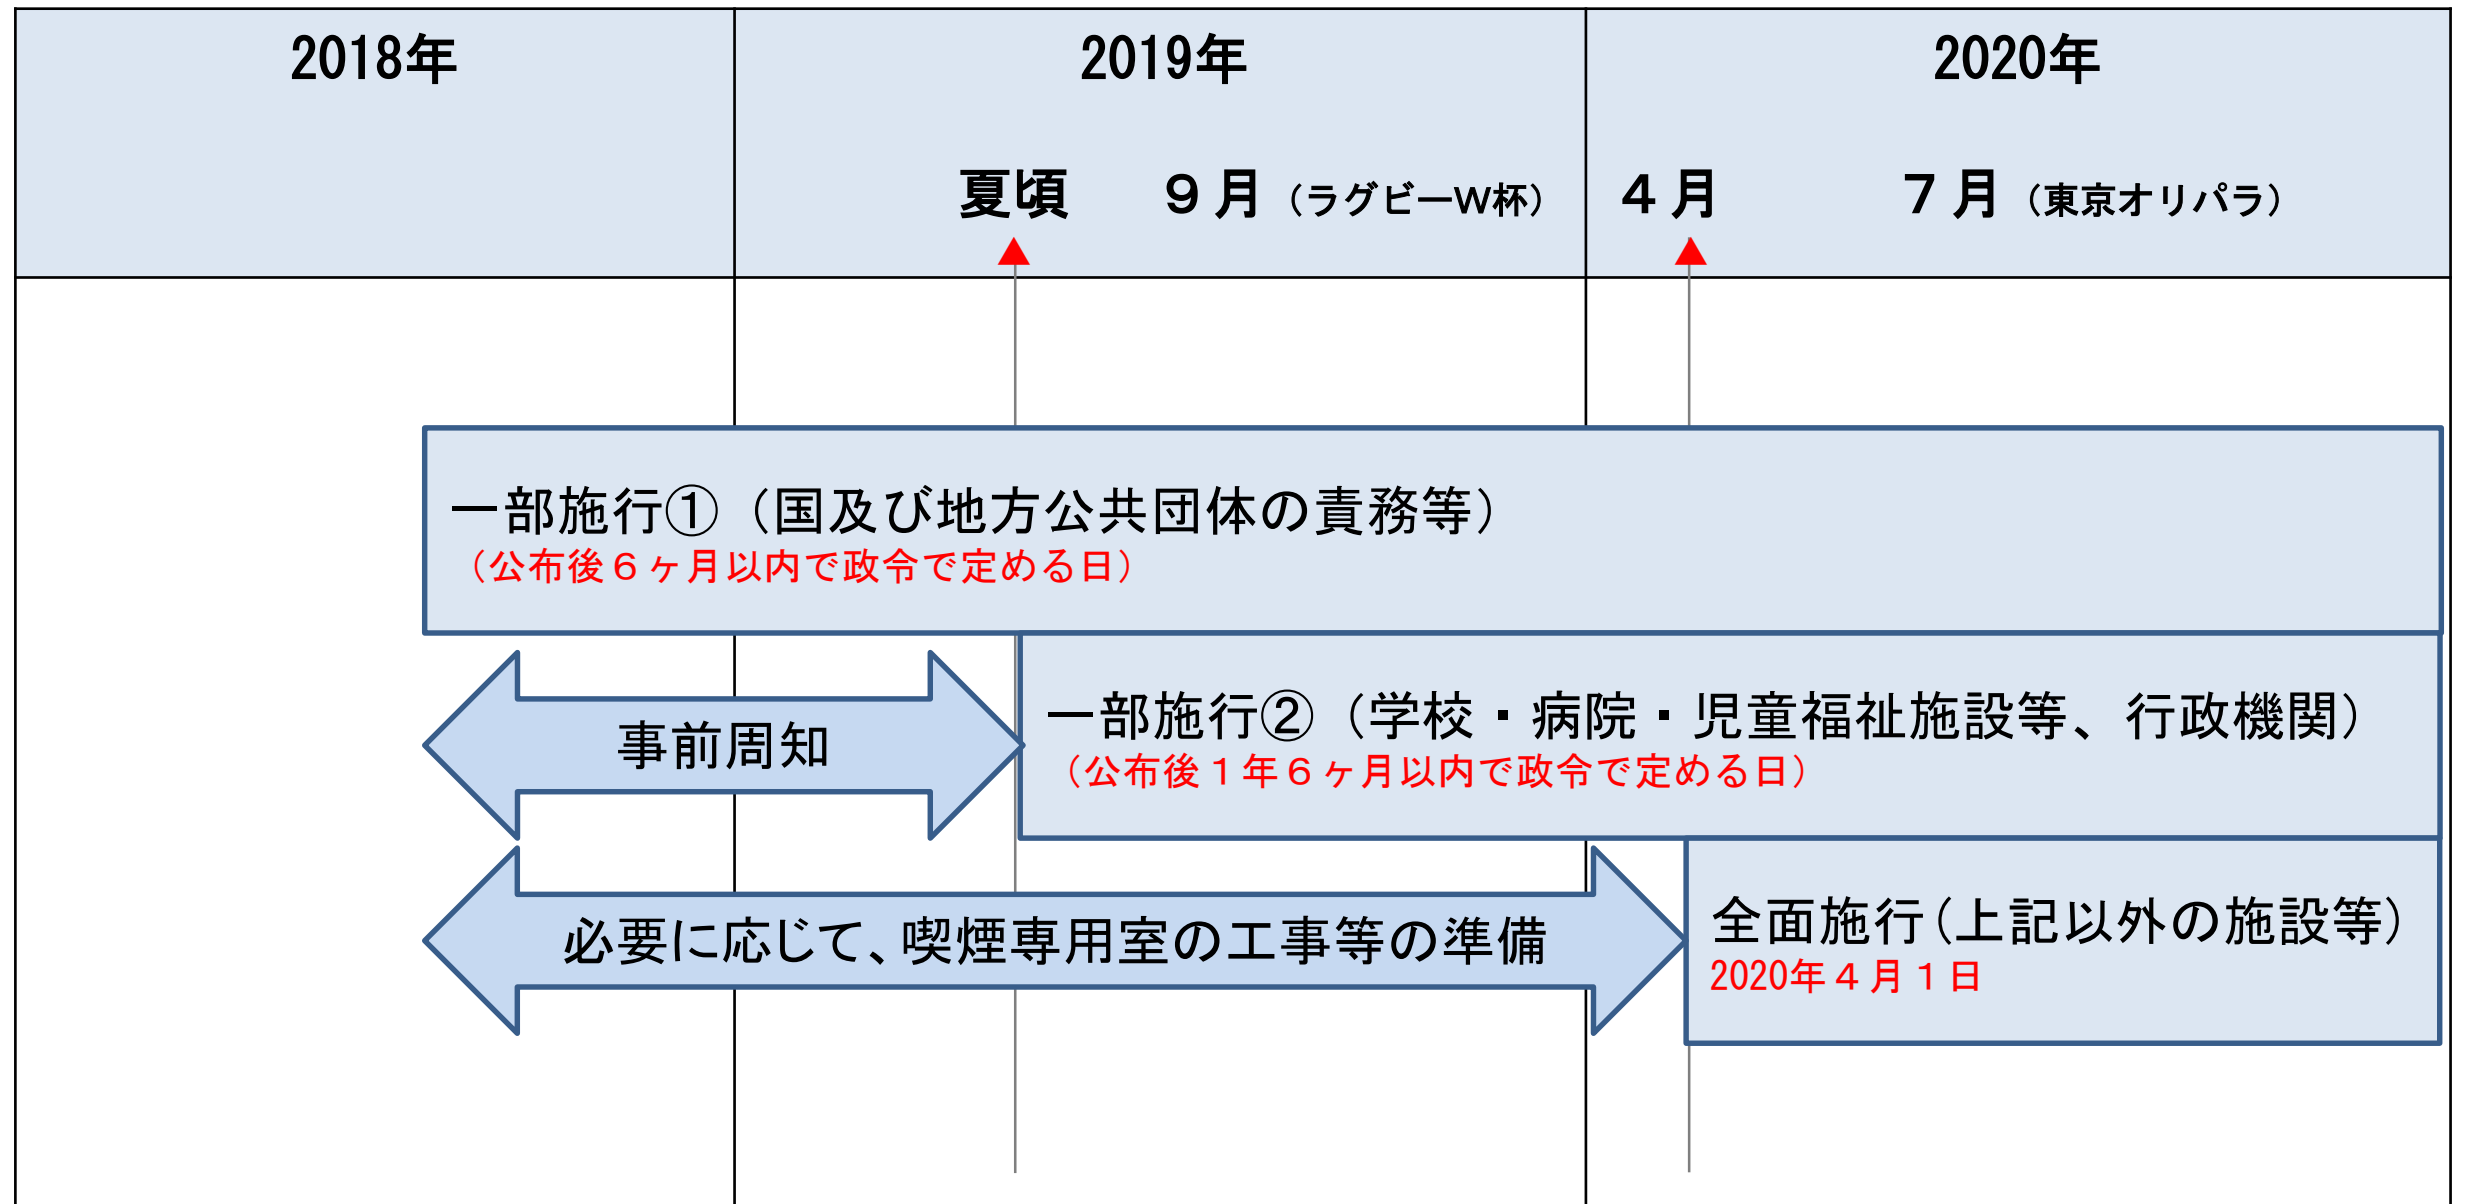 2018年
2019年
2020年
夏頃
９月（ラグビーW杯）
４月
７月（東京オリパラ）
一部施行①（国及び地方公共団体の責務等）
（公布後６ヶ月以内で政令で定める日）
一部施行②（学校・病院・児童福祉施設等、行政機関）
（公布後１年６ヶ月以内で政令で定める日）
事前周知
必要に応じて、喫煙専用室の工事等の準備
全面施行（上記以外の施設等）
2020年４月１日